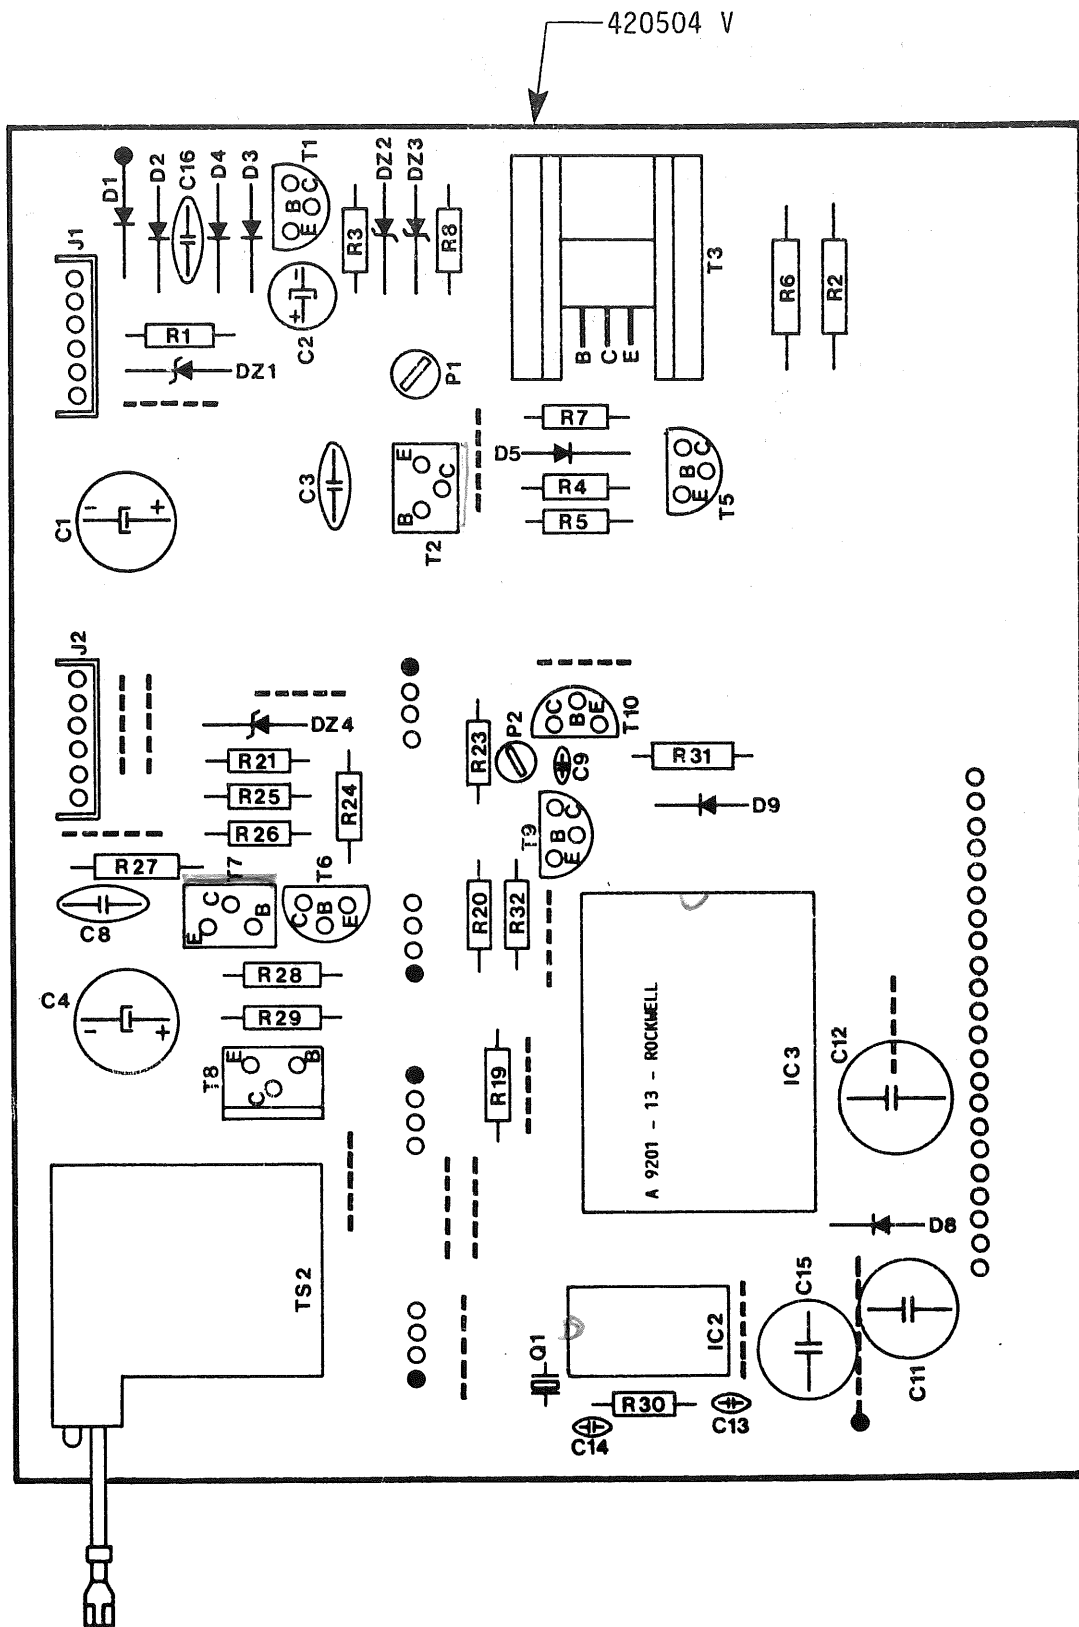 420504 V
D1
D2
C16
D4
D3
T1
B C
E
DZ2
DZ3
J1
R3
R8
T3
R6
R2
R1
C2
+ -
B
C
E
DZ1
P1
R7
D5
E
C
B
R4
C
B
E
C3
C1
- +
R5
T5
T2
J2
C
B
E
T10
P2
DZ4
R23
R21
C9
R31
R25
R24
D9
R26
T9
C
B
E
R27
T7
T6
C
E
B
C
B
E
R20
R32
C8
R28
C4
- +
R29
C12
T8
E
B
C
R19
A 9201 - 13 - ROCKWELL
IC3
D8
TS2
C15
Q1
IC2
C11
R30
C13
C14